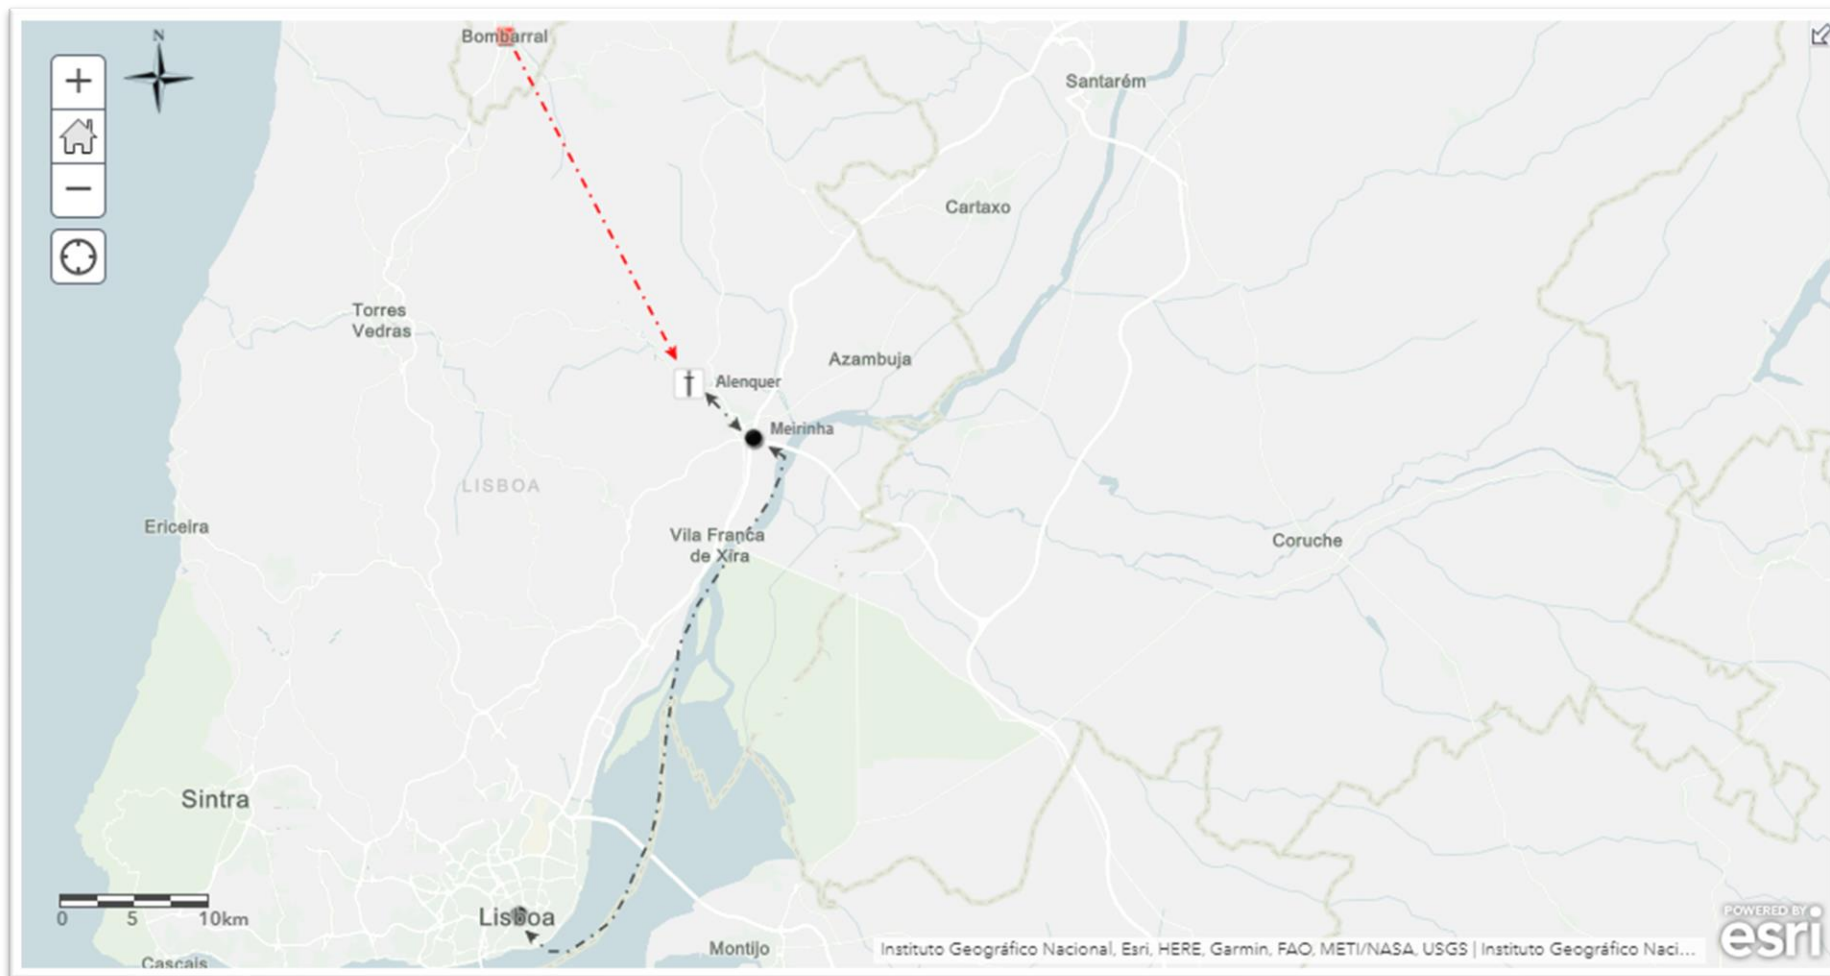 N
Bombarral
Santarém
Cartaxo
Torres
Vedras
Azambuja
Alenquer
Meirinha
LISBOA
Ericeira
Vila Franca
de Xira
Coruche
Sintra
0 5 10km
Lisboa
Montijo
Cascais
Instituto Geográfico Nacional, Esri, HERE, Garmin, FAO, METI/NASA, USGS | Instituto Geográfico Naci...
POWERED BY
esri